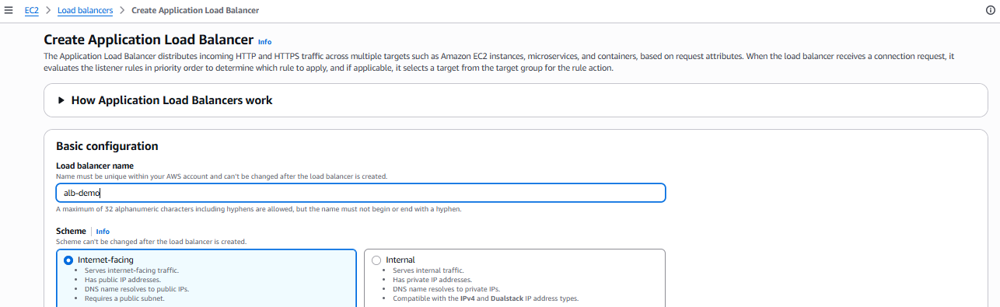 EC2 > Load balancers > Create Application Load Balancer
Create Application Load Balancer Info
The Application Load Balancer distributes incoming HTTP and HTTPS traffic across multiple targets such as Amazon EC2 instances, microservices, and containers, based on request attributes. When the load balancer receives a connection request, it
evaluates the listener rules in priority order to determine which rule to apply, and if applicable, it selects a target from the target group for the rule action.
How Application Load Balancers work
Basic configuration
Load balancer name
Name must be unique within your AWS account and can't be changed after the load balancer is created.
alb-demo
A maximum of 32 alphanumeric characters including hyphens are allowed, but the name must not begin or end with a hyphen.
Scheme Info
Scheme can't be changed after the load balancer is created.
Internet-facing
• Serves internet-facing traffic.
• Has public IP addresses.
• DNS name resolves to public IPs.
• Requires a public subnet.
Internal
• Serves internal traffic.
• Has private IP addresses.
• DNS name resolves to private IPs.
• Compatible with the IPv4 and Dualstack IP address types.